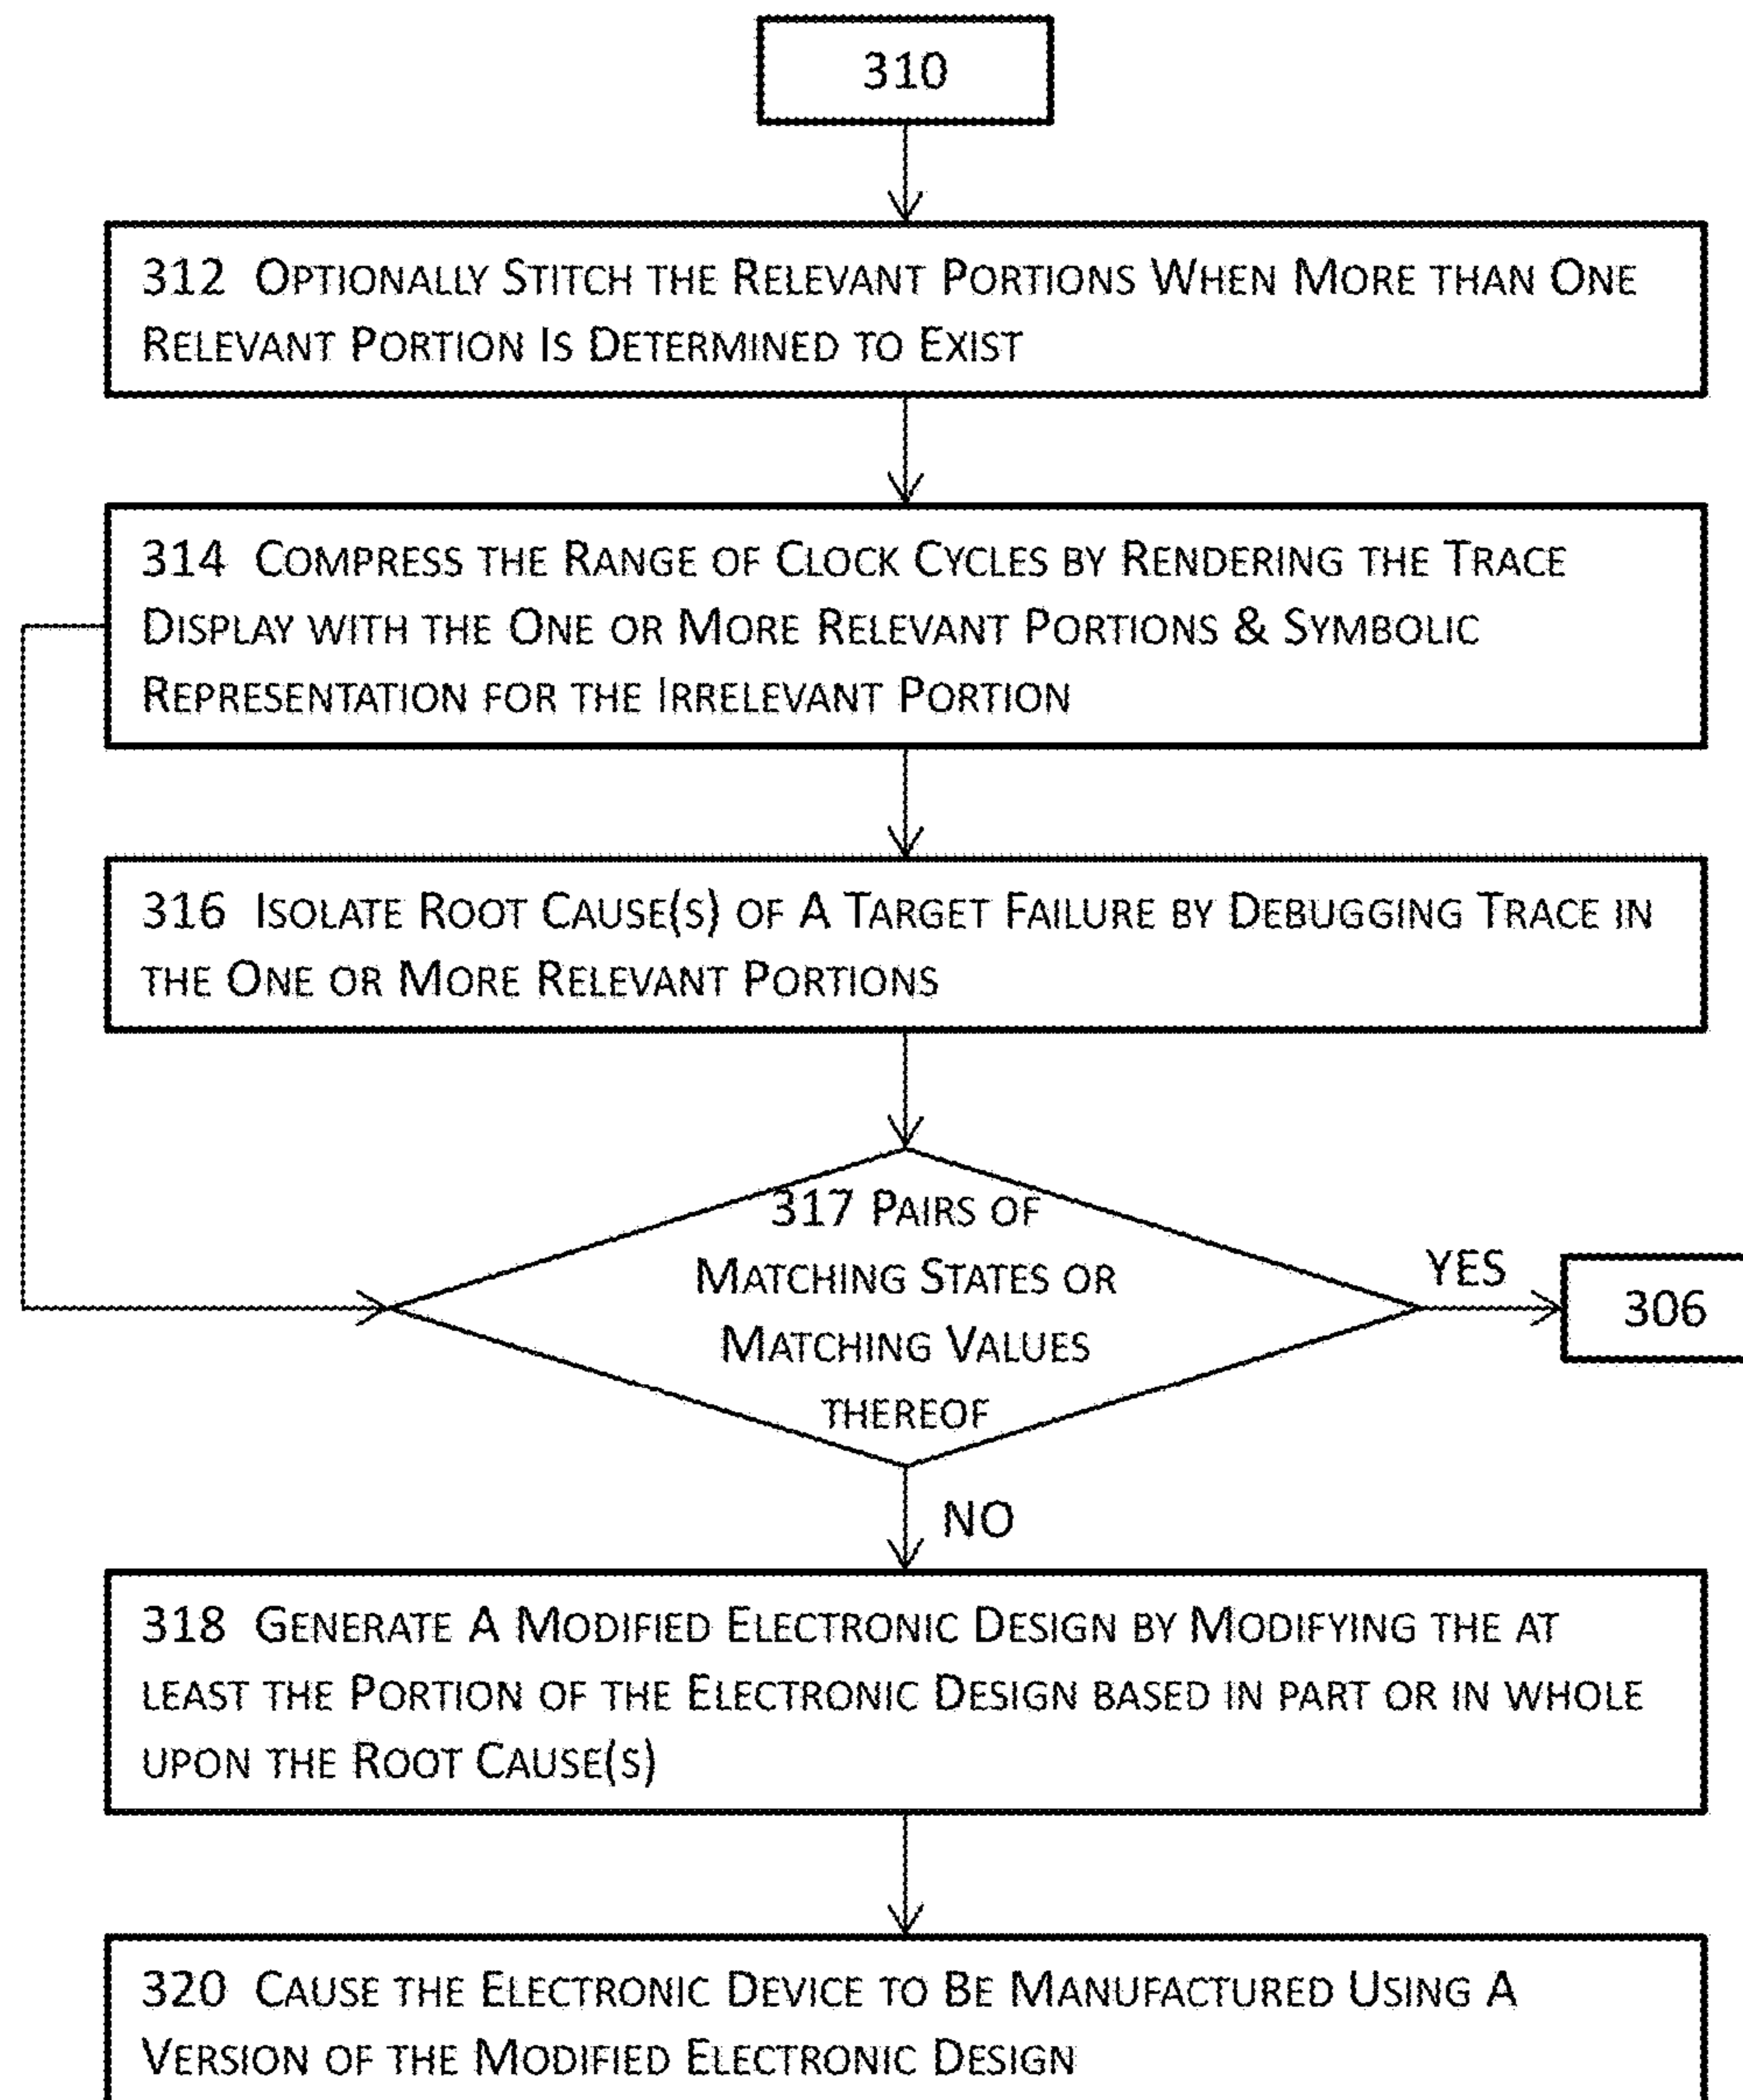 310
312 Optionally Stitch the Relevant Portions When More than One
Relevant Portion Is Determined to Exist
314 Compress the Range of Clock Cycles by Rendering the Trace
Display with the One or More Relevant Portions & Symbolic
Representation for the Irrelevant Portion
316 Isolate Root Cause(s) of A Target Failure by Debugging Trace in
the One or More Relevant Portions
317 Pairs of
Matching States or
Matching Values
thereof
YES
306
NO
318 Generate A Modified Electronic Design by Modifying the at
least the Portion of the Electronic Design based in part or in whole
upon the Root Cause(s)
320 Cause the Electronic Device to Be Manufactured Using A
Version of the Modified Electronic Design